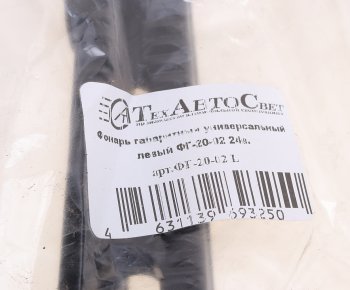 ТехАвтоСвет
Фонарь габаритный универсальный
левый ФГ-20-02 24в.
арт.ФГ-20-02 L
4 631139 693250